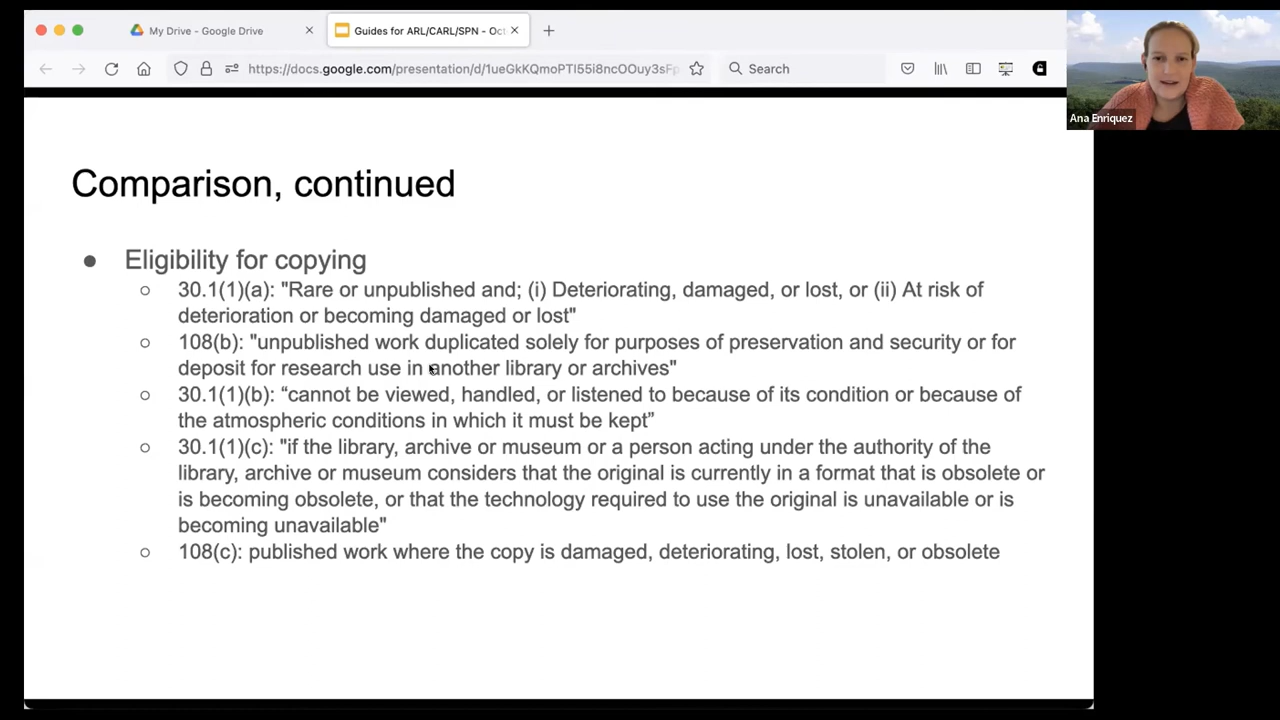 My Drive - Google Drive
Guides for ARL/CARL/SPN - Oct
https://docs.google.com/presentation/d/1ueGkKQmoPTI55i8ncOOuy3sFp
Search
Ana Enriquez
Comparison, continued
● Eligibility for copying
○ 30.1(1)(a): "Rare or unpublished and; (i) Deteriorating, damaged, or lost, or (ii) At risk of
deterioration or becoming damaged or lost"
○ 108(b): "unpublished work duplicated solely for purposes of preservation and security or for
deposit for research use in another library or archives"
○ 30.1(1)(b): “cannot be viewed, handled, or listened to because of its condition or because of
the atmospheric conditions in which it must be kept”
○ 30.1(1)(c): "if the library, archive or museum or a person acting under the authority of the
library, archive or museum considers that the original is currently in a format that is obsolete or
is becoming obsolete, or that the technology required to use the original is unavailable or is
becoming unavailable"
○ 108(c): published work where the copy is damaged, deteriorating, lost, stolen, or obsolete